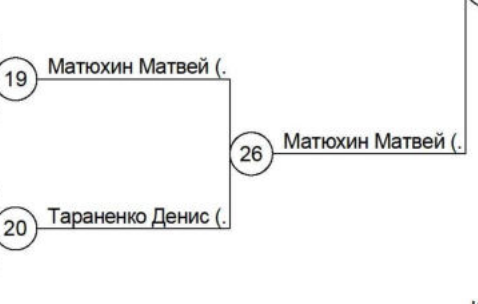 19 Матюхин Матвей (.
26 Матюхин Матвей (.
20 Тараненко Денис (.